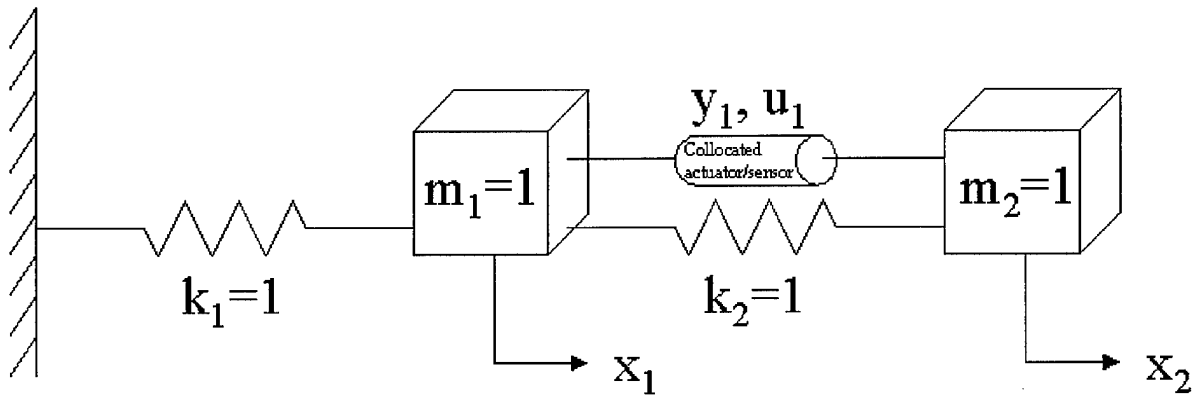 y₁, u₁
Collocated
actuator/sensor
m₁=1
m₂=1
k₁=1
k₂=1
x₁
x₂